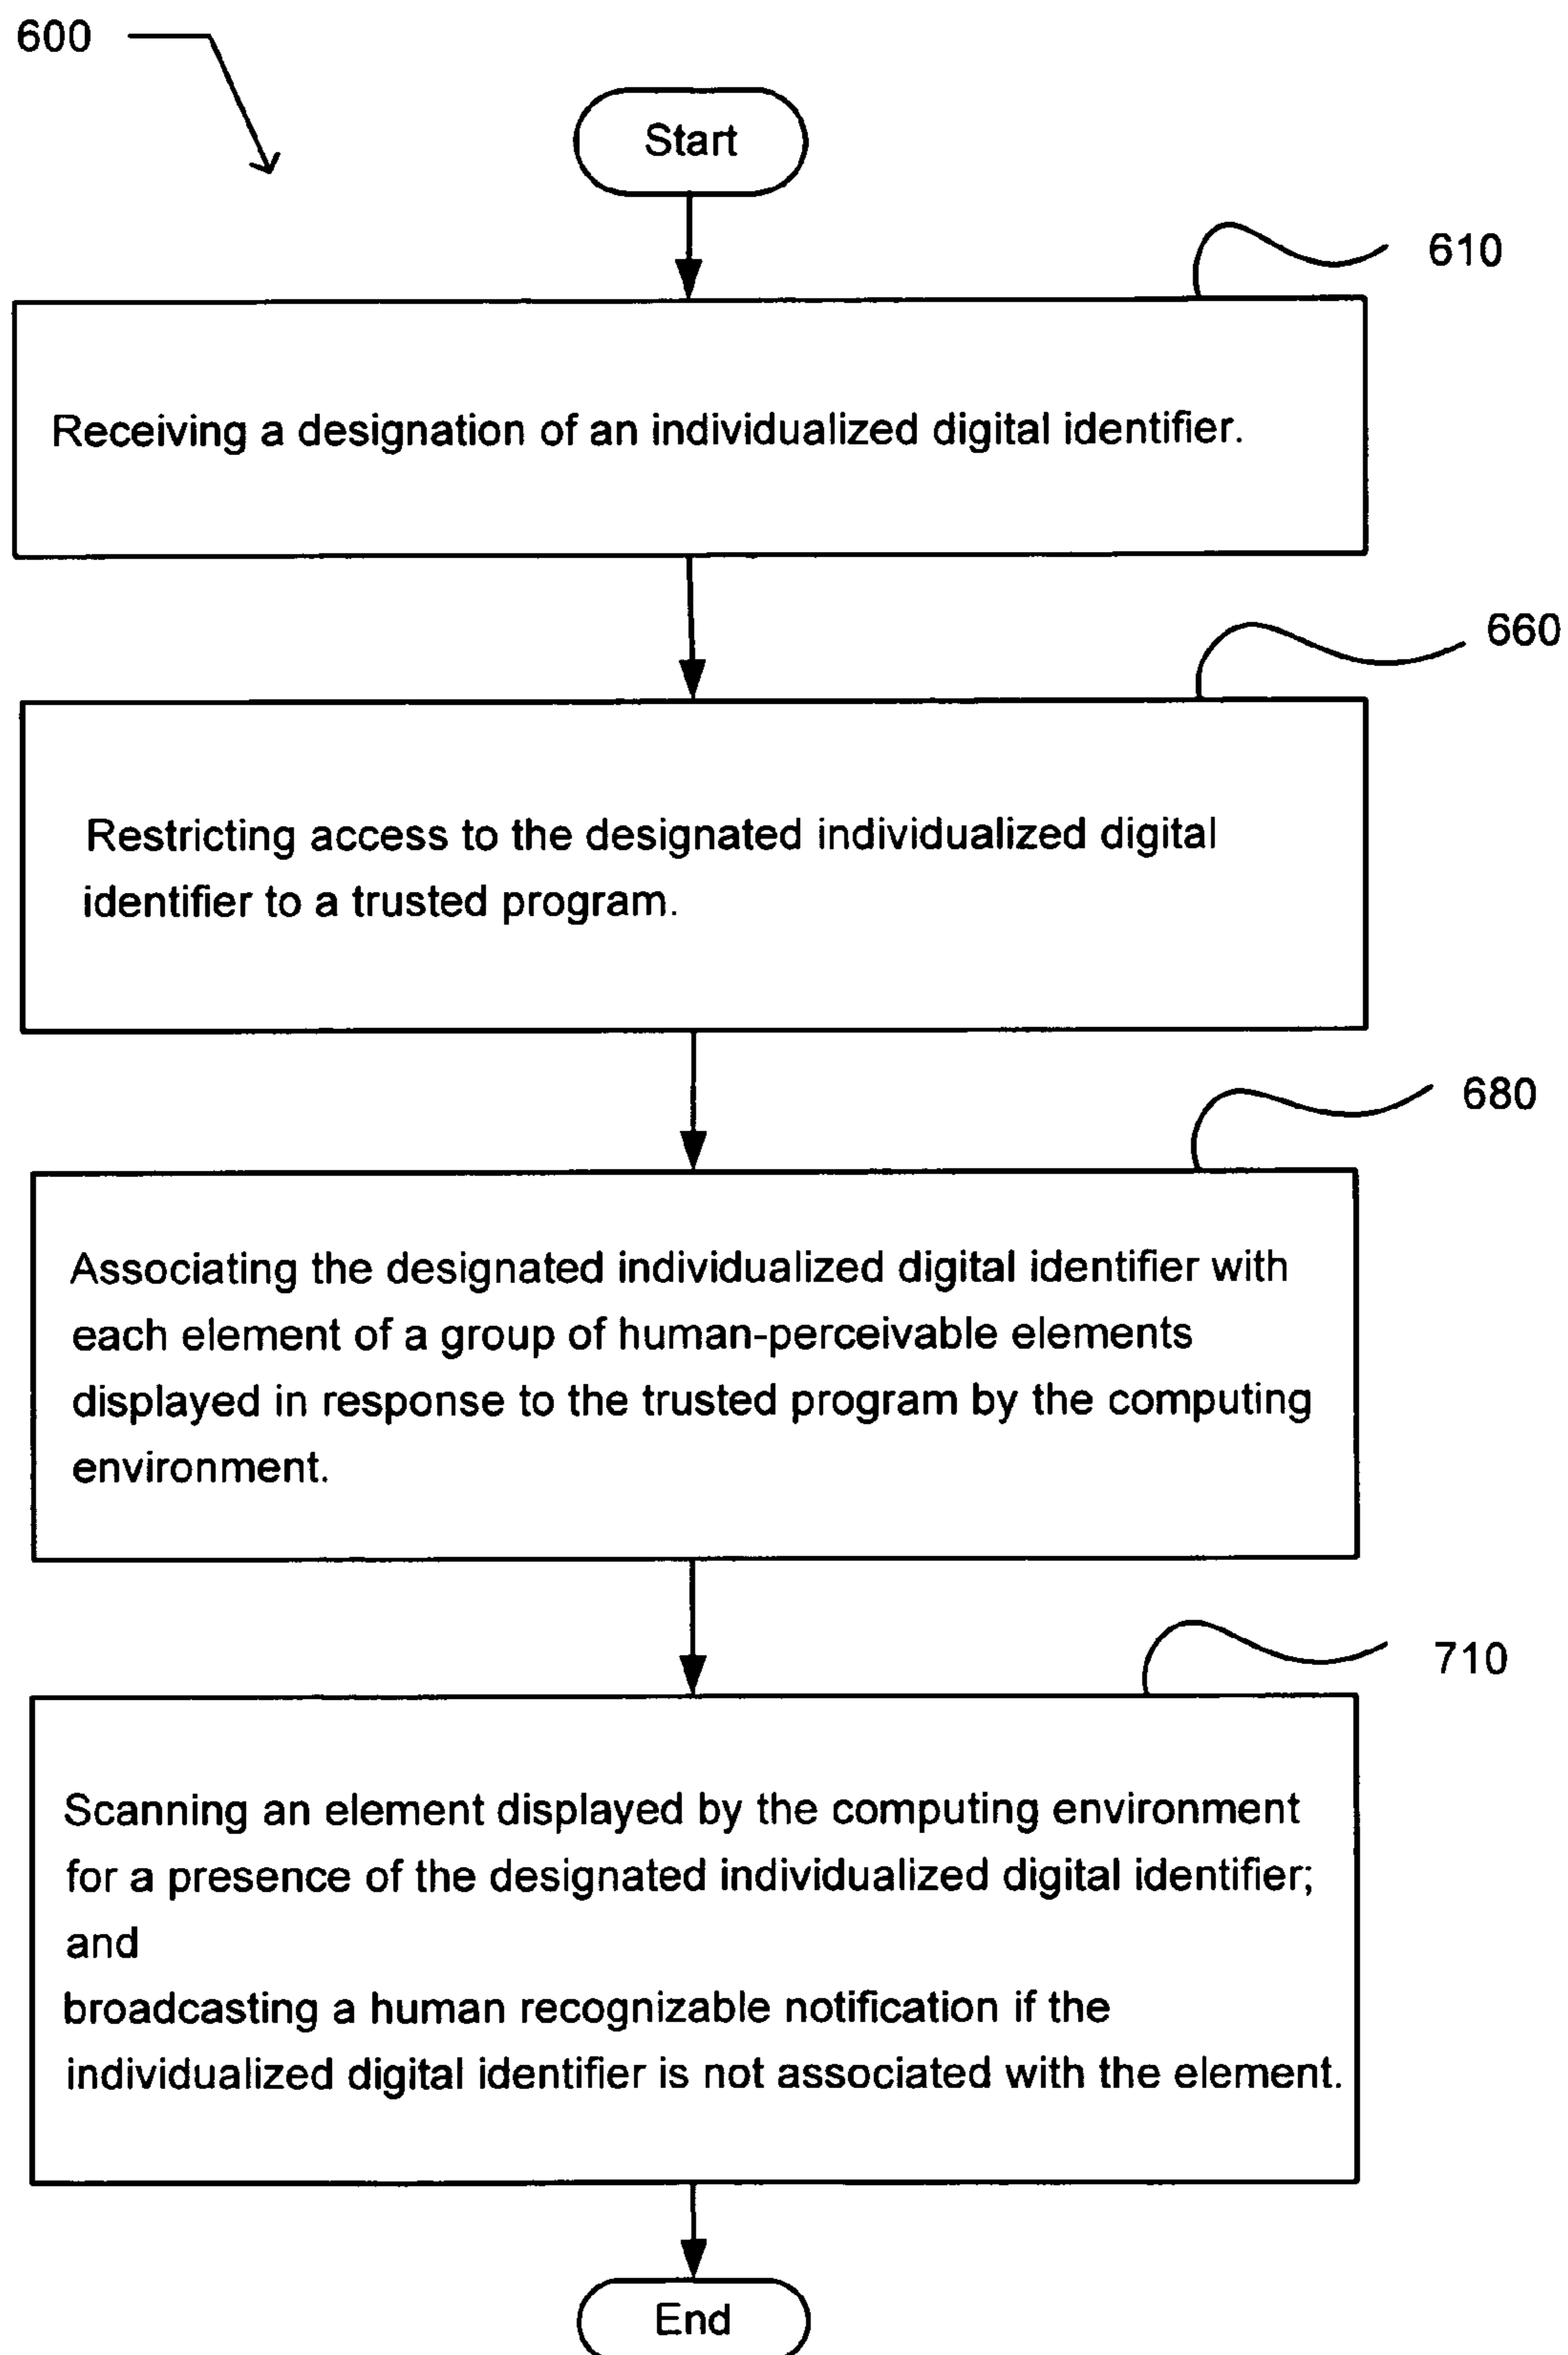 600
Start
610
Receiving a designation of an individualized digital identifier.
660
Restricting access to the designated individualized digital
identifier to a trusted program.
680
Associating the designated individualized digital identifier with
each element of a group of human-perceivable elements
displayed in response to the trusted program by the computing
environment.
710
Scanning an element displayed by the computing environment
for a presence of the designated individualized digital identifier;
and
broadcasting a human recognizable notification if the
individualized digital identifier is not associated with the element.
End